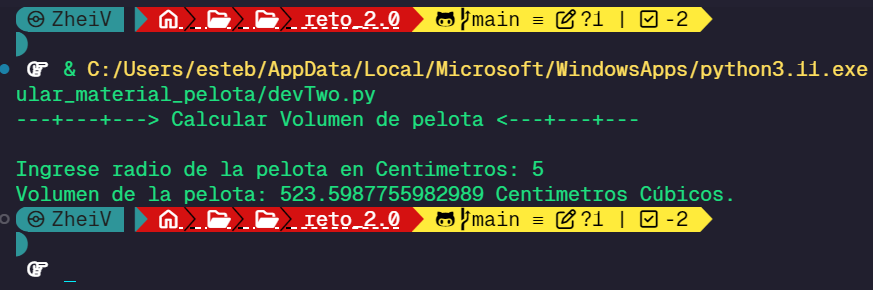 ZheiV reto_2.0 main ≡ ?1 | -2
& C:/Users/esteb/AppData/Local/Microsoft/WindowsApps/python3.11.exe
ular_material_pelota/devTwo.py
---+---+---> Calcular Volumen de pelota <---+---+---
Ingrese radio de la pelota en Centimetros: 5
Volumen de la pelota: 523.5987755982989 Centimetros Cúbicos.
ZheiV reto_2.0 main ≡ ?1 | -2
_